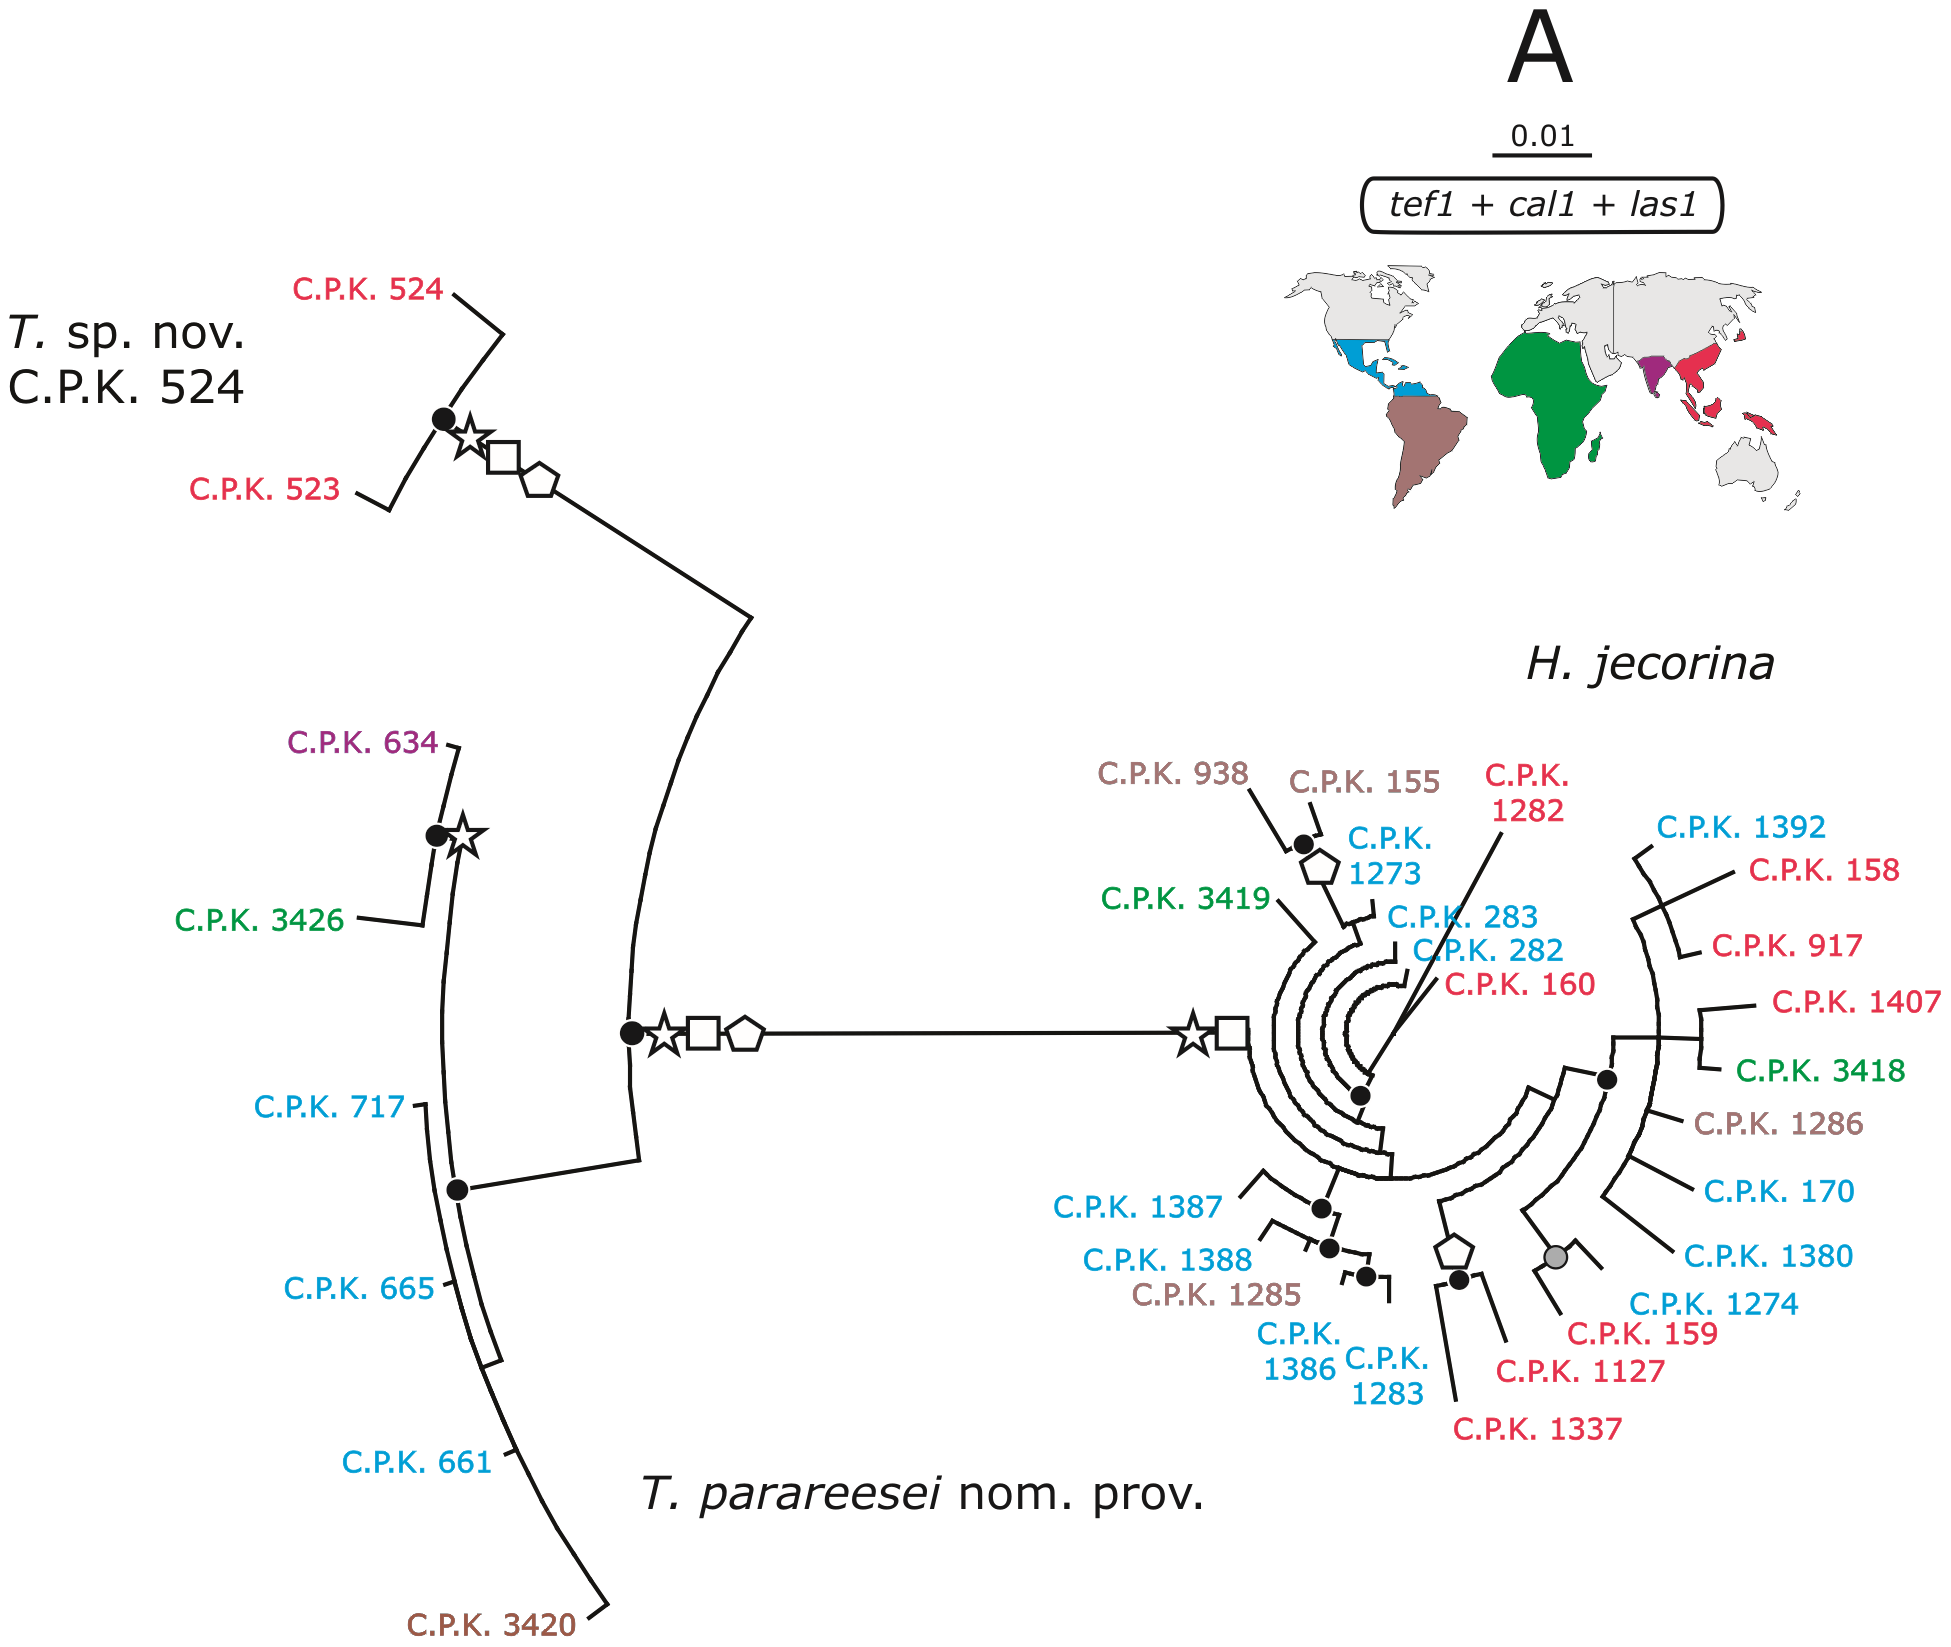 A
0.01
tef1 + cal1 + las1
C.P.K. 524
T. sp. nov.
C.P.K. 524
C.P.K. 523
H. jecorina
C.P.K. 634
C.P.K. 3426
C.P.K. 717
C.P.K. 665
C.P.K. 661
C.P.K. 3420
T. parareesei nom. prov.
C.P.K. 938
C.P.K. 155
C.P.K.
1282
C.P.K.
1273
C.P.K. 3419
C.P.K. 283
C.P.K. 282
C.P.K. 160
C.P.K. 1392
C.P.K. 158
C.P.K. 917
C.P.K. 1407
C.P.K. 3418
C.P.K. 1286
C.P.K. 170
C.P.K. 1380
C.P.K. 1274
C.P.K. 159
C.P.K. 1127
C.P.K. 1337
C.P.K. 1387
C.P.K. 1388
C.P.K. 1285
C.P.K.
1386
C.P.K.
1283